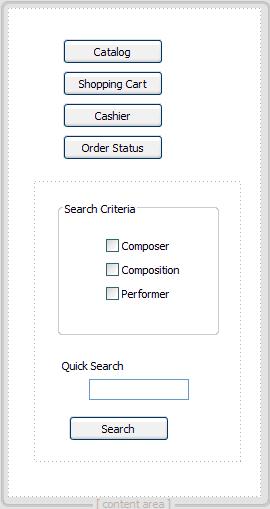 Catalog
Shopping Cart
Cashier
Order Status
Search Criteria
Composer
Composition
Performer
Quick Search
Search
[ content area ]